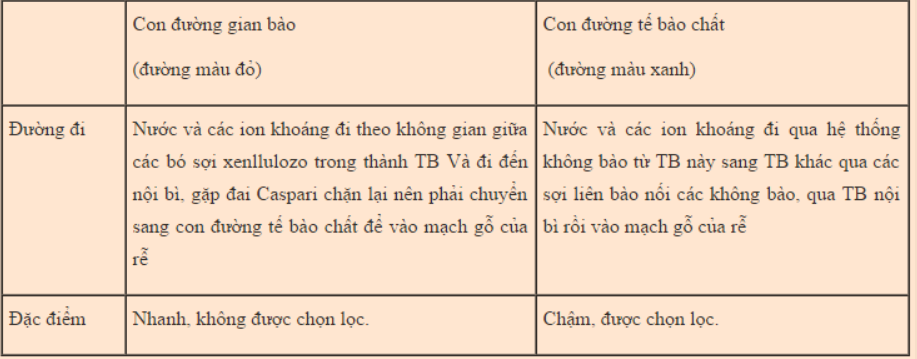 Con đường gian bào
(đường màu đỏ)
Con đường tế bào chất
(đường màu xanh)
Đường đi
Nước và các ion khoáng đi theo không gian giữa
các bó sợi xenllulozo trong thành TB Và đi đến
nội bì, gặp đai Caspari chặn lại nên phải chuyển
sang con đường tế bào chất để vào mạch gỗ của
rễ
Nước và các ion khoáng đi qua hệ thống
không bào từ TB này sang TB khác qua các
sợi liên bào nối các không bào, qua TB nội
bì rồi vào mạch gỗ của rễ
Đặc điểm
Nhanh, không được chọn lọc.
Chậm, được chọn lọc.